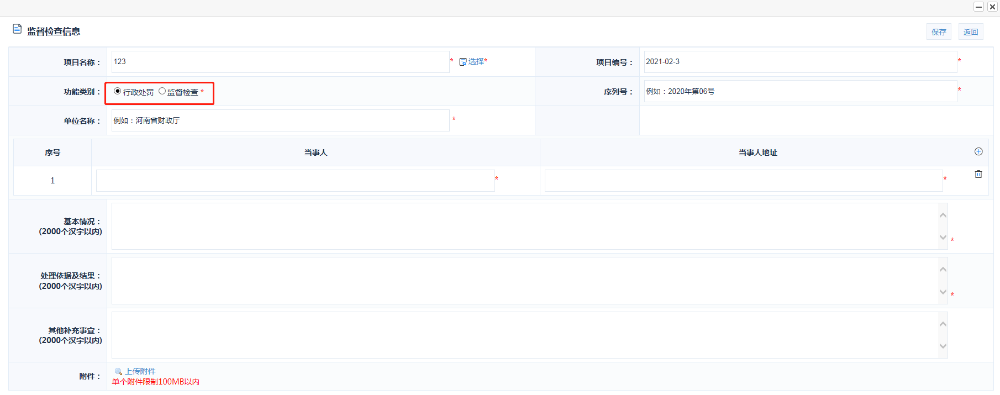 监督检查信息
保存 返回
项目名称： 123 * 选择* 项目编号： 2021-02-3 *
功能类别： 行政处罚 监督检查 * 序列号： 例如：2020年第06号 *
单位名称： 例如：河南省财政厅 *
序号 当事人 当事人地址
1 * *
基本情况：
(2000个汉字以内) *
处理依据及结果：
(2000个汉字以内) *
其他补充事宜：
(2000个汉字以内)
附件： 上传附件
单个附件限制100MB以内